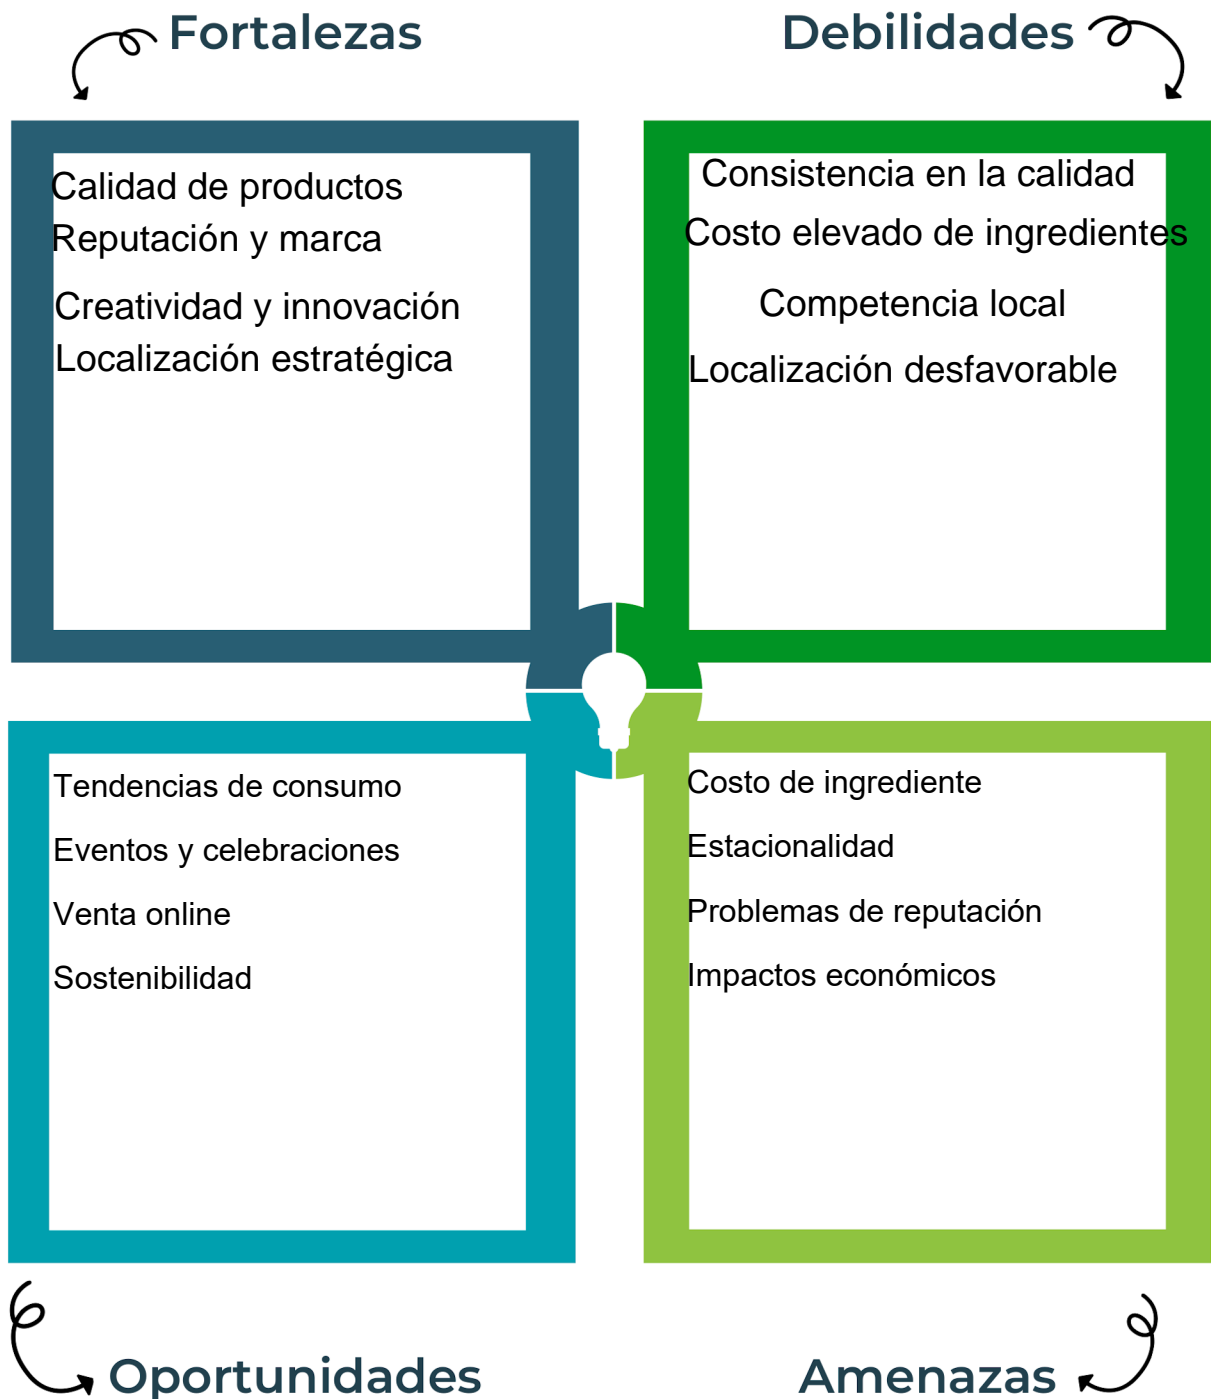 Fortalezas
Calidad de productos
Reputación y marca
Creatividad y innovación
Localización estratégica
Debilidades
Consistencia en la calidad
Costo elevado de ingredientes
Competencia local
Localización desfavorable
Tendencias de consumo
Eventos y celebraciones
Venta online
Sostenibilidad
Oportunidades
Costo de ingrediente
Estacionalidad
Problemas de reputación
Impactos económicos
Amenazas